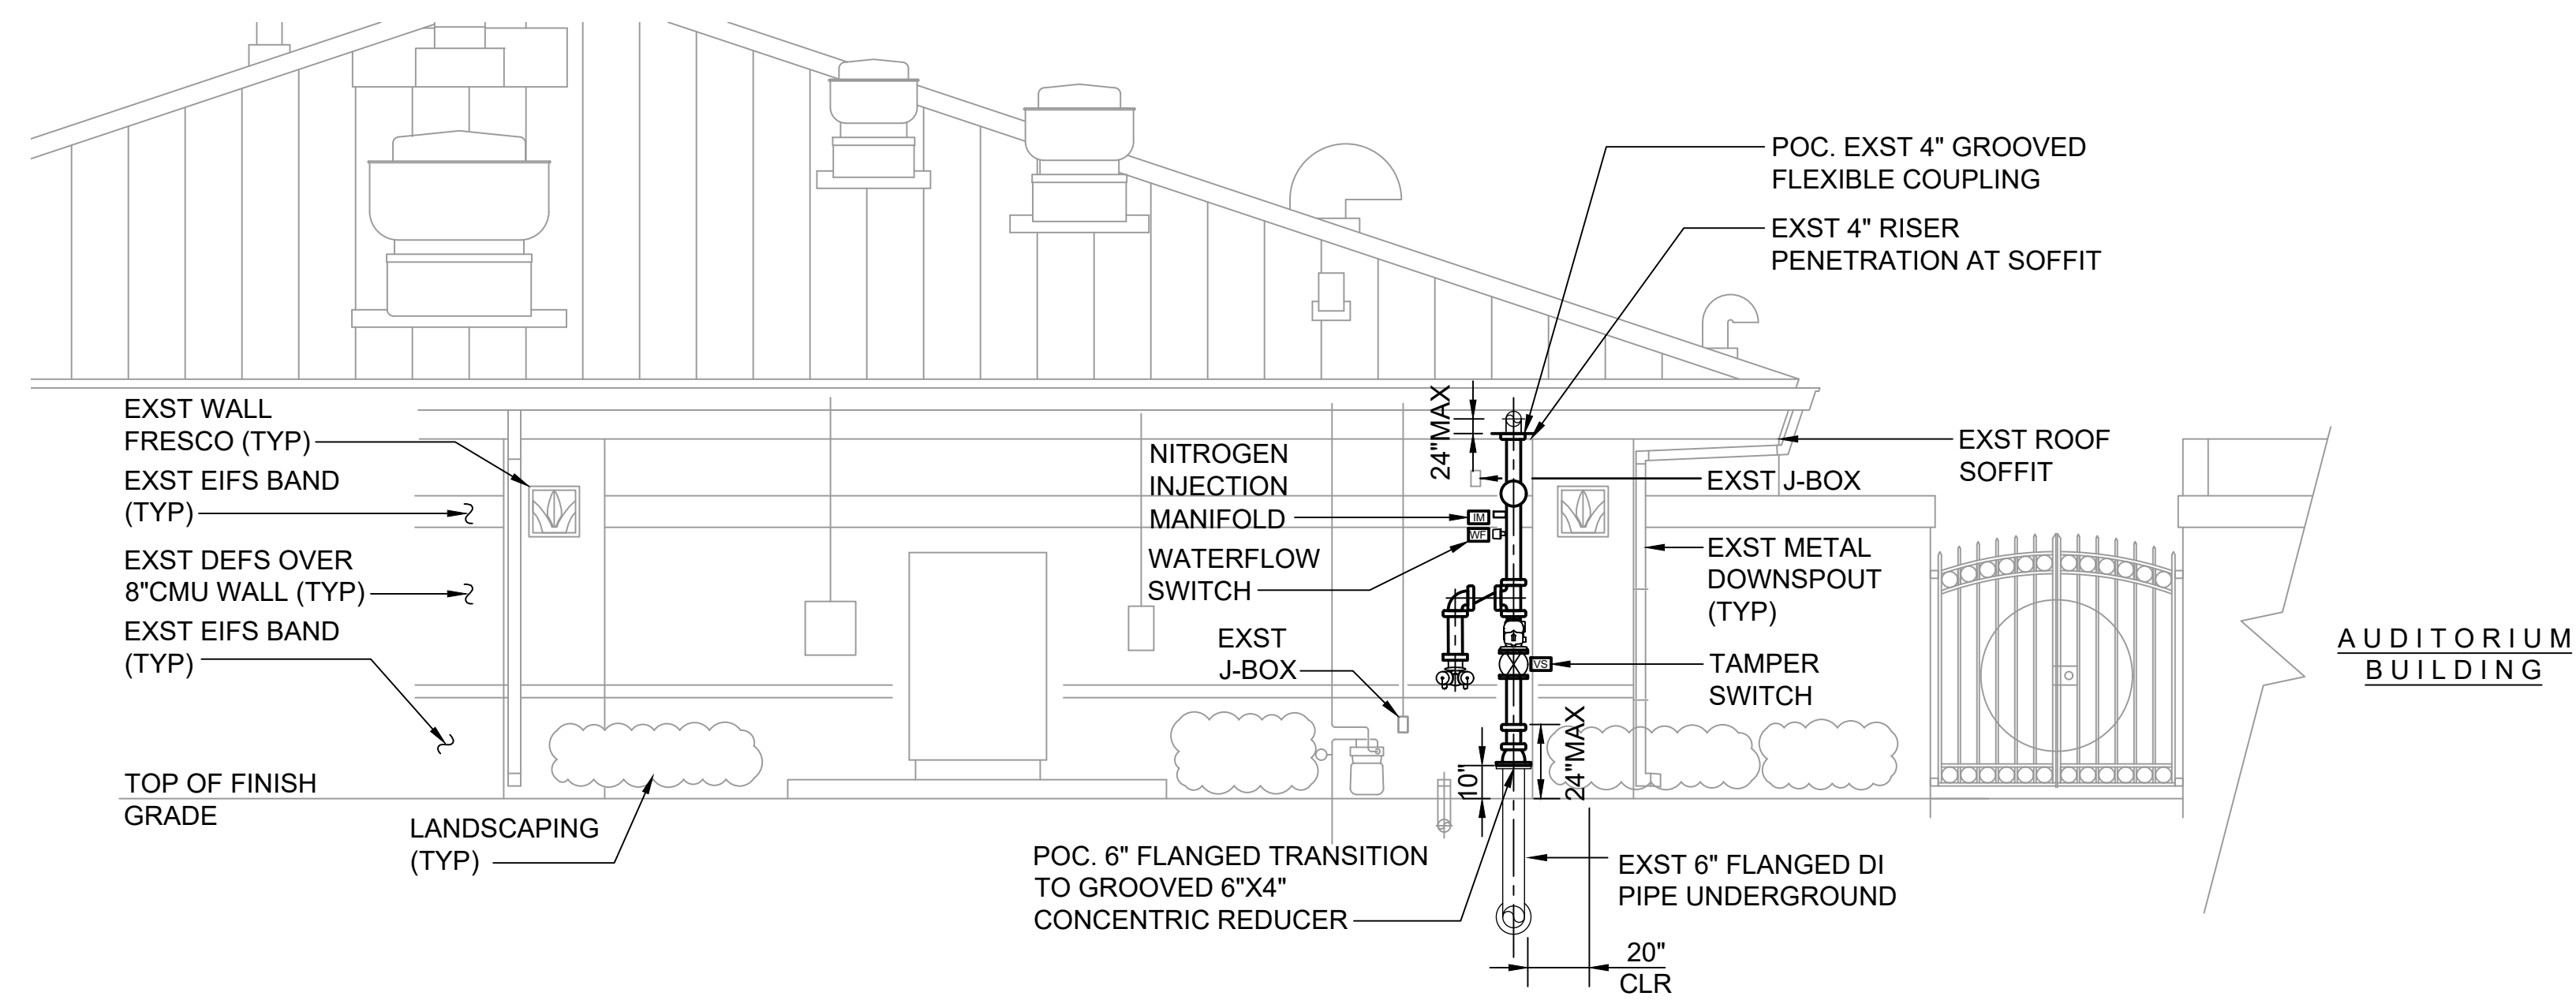 POC. EXST 4" GROOVED
FLEXIBLE COUPLING
EXST 4" RISER
PENETRATION AT SOFFIT
EXST WALL
FRESCO (TYP)
EXST EIFS BAND
(TYP)
EXST DEFS OVER
8"CMU WALL (TYP)
EXST EIFS BAND
(TYP)
TOP OF FINISH
GRADE
LANDSCAPING
(TYP)
24"MAX
NITROGEN
INJECTION
MANIFOLD
IM
WF
WATERFLOW
SWITCH
EXST
J-BOX
EXST ROOF
SOFFIT
EXST J-BOX
EXST METAL
DOWNSPOUT
(TYP)
VS
TAMPER
SWITCH
10"
24"MAX
POC. 6" FLANGED TRANSITION
TO GROOVED 6"X4"
CONCENTRIC REDUCER
EXST 6" FLANGED DI
PIPE UNDERGROUND
20"
CLR
AUDITORIUM
BUILDING